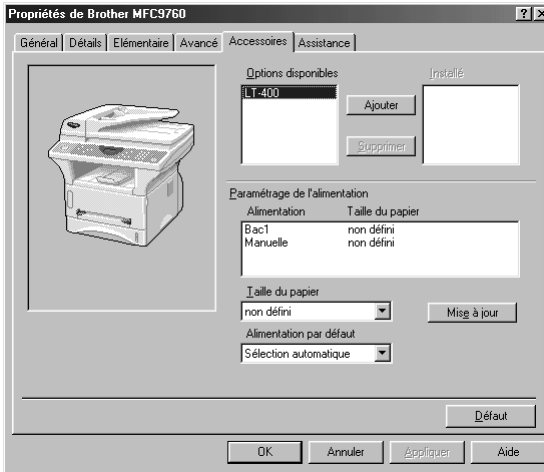 Propriétés de Brother MFC9760
Général Détails Elémentaire Avancé Accessoires Assistance
Options disponibles
Installé
LT-400
Ajouter
Supprimer
Paramétrage de l'alimentation
Alimentation Taille du papier
Bac1 non défini
Manuelle non défini
Taille du papier
non défini
Mise à jour
Alimentation par défaut
Sélection automatique
Défaut
OK Annuler Appliquer Aide